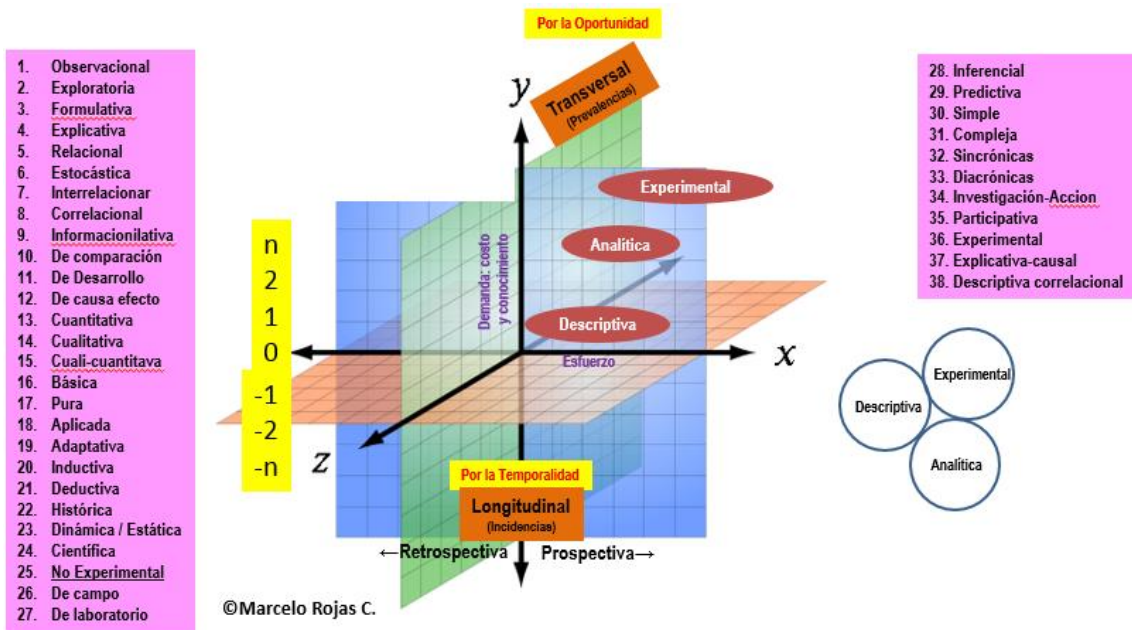 Por la Oportunidad
1. Observacional
2. Exploratoria
3. Formulativa
4. Explicativa
5. Relacional
6. Estocástica
7. Interrelacionar
8. Correlacional
9. Informacionilativa
10. De comparación
11. De Desarrollo
12. De causa efecto
13. Cuantitativa
14. Cualitativa
15. Cuali-cuantitava
16. Básica
17. Pura
18. Aplicada
19. Adaptativa
20. Inductiva
21. Deductiva
22. Histórica
23. Dinámica / Estática
24. Científica
25. No Experimental
26. De campo
27. De laboratorio
n
2
1
0
-1
-2
-n
y
Transversal
(Prevalencias)
Experimental
Analítica
Demanda: costo
y conocimiento
Descriptiva
Esfuerzo
x
z
Por la Temporalidad
Longitudinal
(Incidencias)
←Retrospectiva
Prospectiva→
©Marcelo Rojas C.
28. Inferencial
29. Predictiva
30. Simple
31. Compleja
32. Sincrónicas
33. Diacrónicas
34. Investigación-Accion
35. Participativa
36. Experimental
37. Explicativa-causal
38. Descriptiva correlacional
Experimental
Descriptiva
Analítica